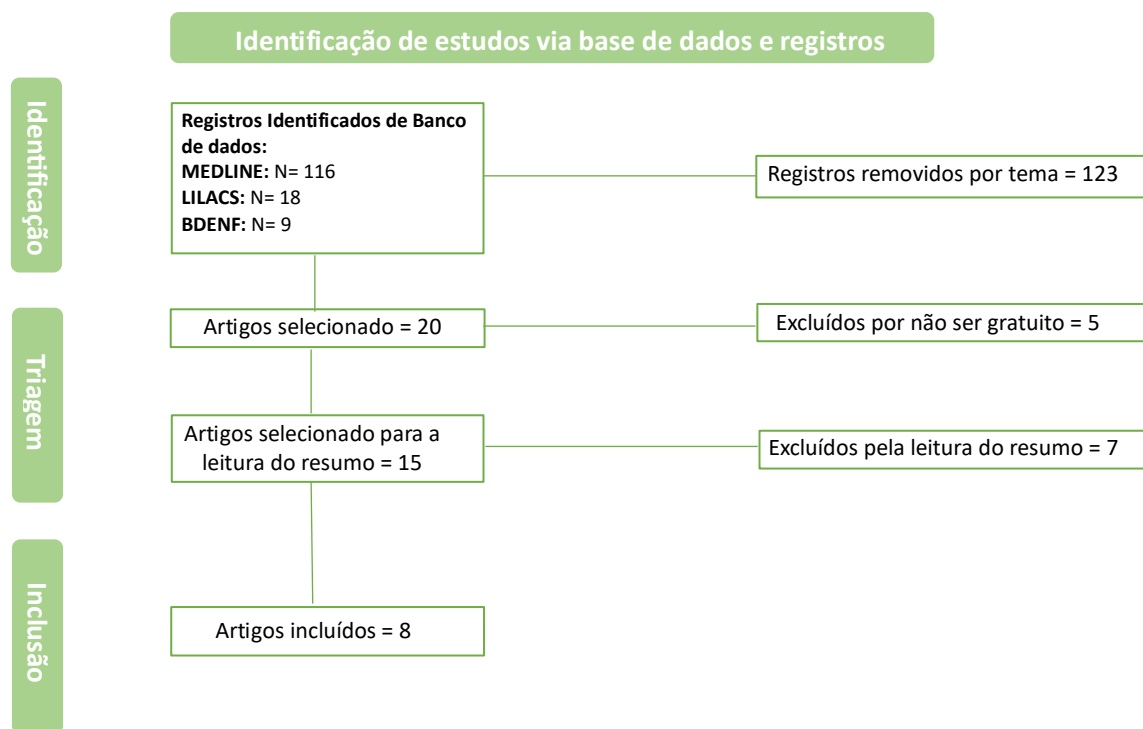 Identificação de estudos via base de dados e registros
Identificação
Registros Identificados de Banco
de dados:
MEDLINE: N= 116
LILACS: N= 18
BDENF: N= 9
Registros removidos por tema = 123
Triagem
Artigos selecionado = 20
Excluídos por não ser gratuito = 5
Artigos selecionado para a
leitura do resumo = 15
Excluídos pela leitura do resumo = 7
Inclusão
Artigos incluídos = 8